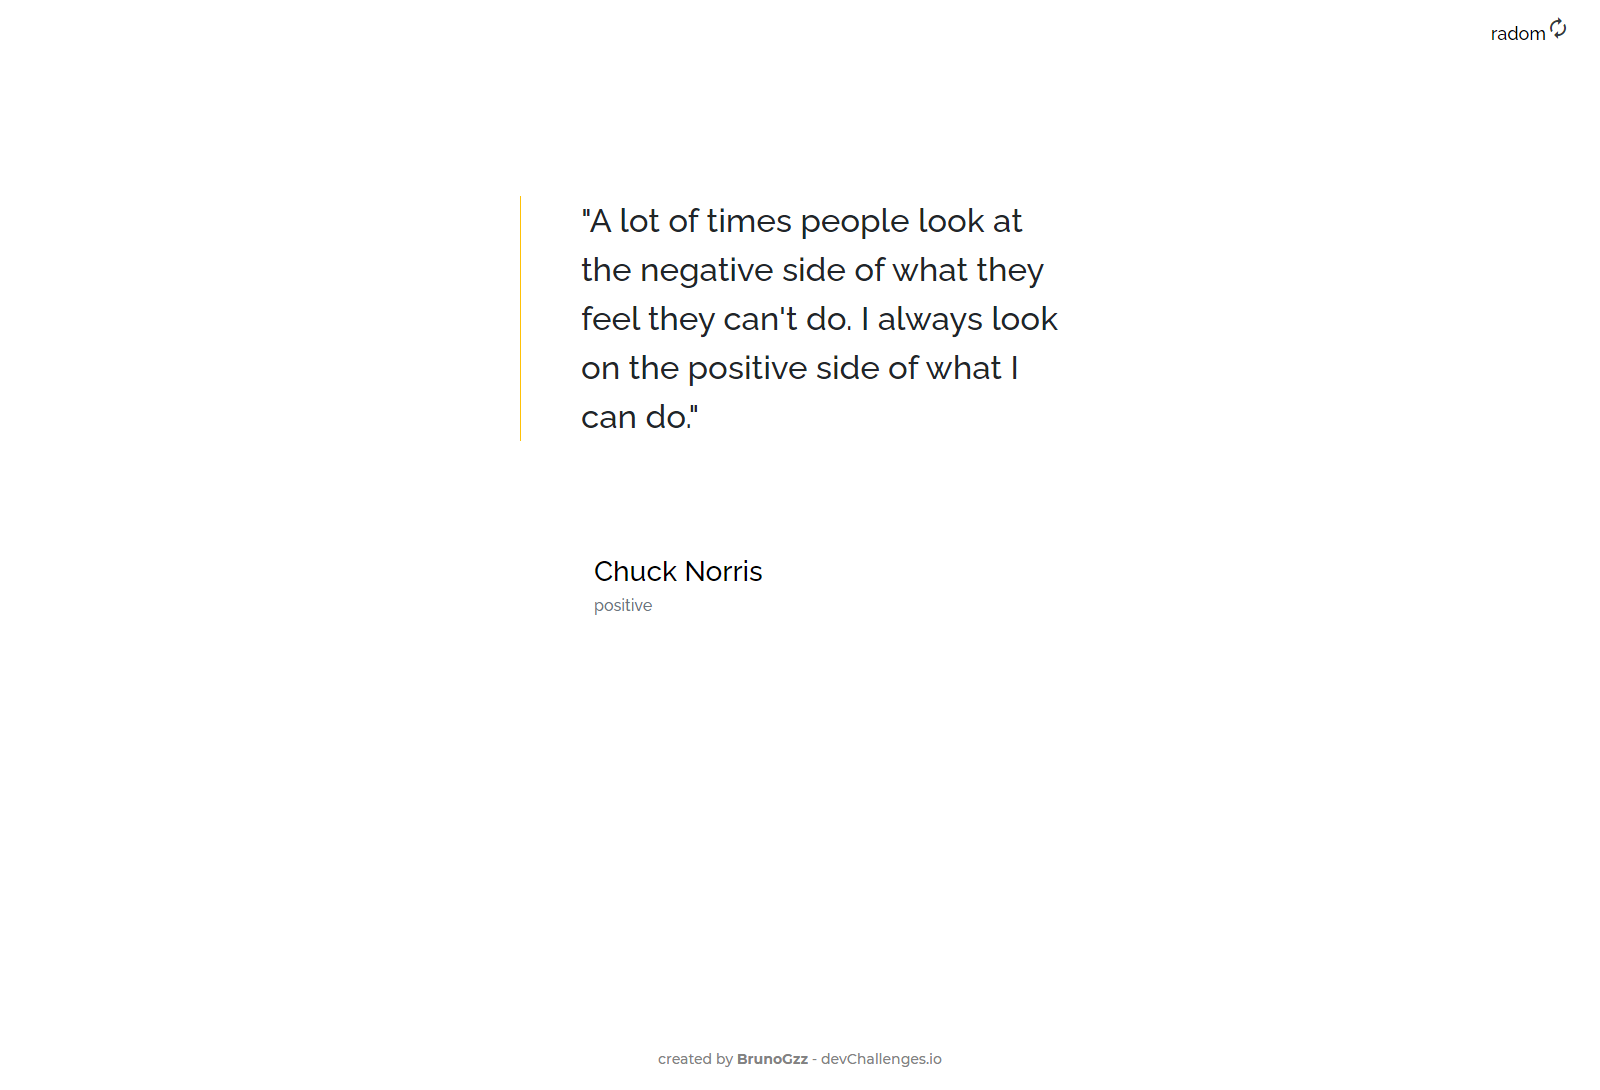 radom
"A lot of times people look at
the negative side of what they
feel they can't do. I always look
on the positive side of what I
can do."
Chuck Norris
positive
created by BrunoGzz - devChallenges.io